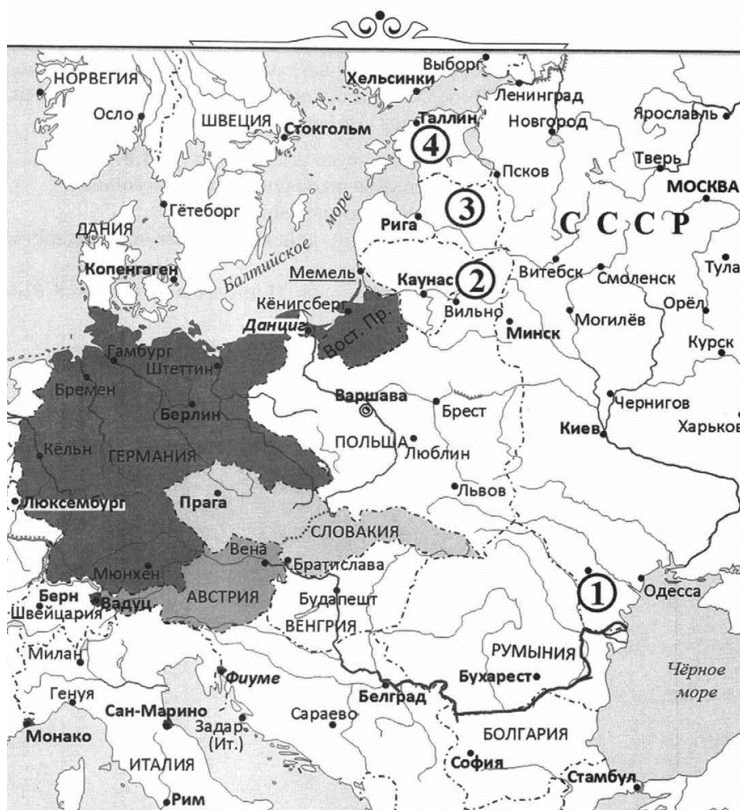 Выборг
НОРВЕГИЯ
Хельсинки
Ленинград
Осло
ШВЕЦИЯ
Стокгольм
Таллин
Новгород
Ярославль
4
Тверь
Псков
МОСКВА
Гётеборг
море
3
ДАНИЯ
Рига
С С С Р
Балтийское
Копенгаген
Мемель
Каунас
2
Витебск
Смоленск
Тула
Кёнигсберг
Вильно
Данциг
Вост. Пр.
Минск
Могилёв
Орёл
Гамбург
Штеттин
Курск
Бремен
Берлин
Варшава
Брест
Чернигов
Киев
Харьков
Кёльн
ГЕРМАНИЯ
ПОЛЬША
Люблин
Люксембург
Прага
Львов
СЛОВАКИЯ
Вена
Братислава
Мюнхен
АВСТРИЯ
Будапешт
1
Одесса
Берн
Вадуц
Швейцария
ВЕНГРИЯ
Милан
РУМЫНИЯ
Фиуме
Бухарест
Чёрное
море
Генуя
Сан-Марино
Белград
Сараево
Монако
Задар
(Ит.)
БОЛГАРИЯ
ИТАЛИЯ
София
Стамбул
Рим